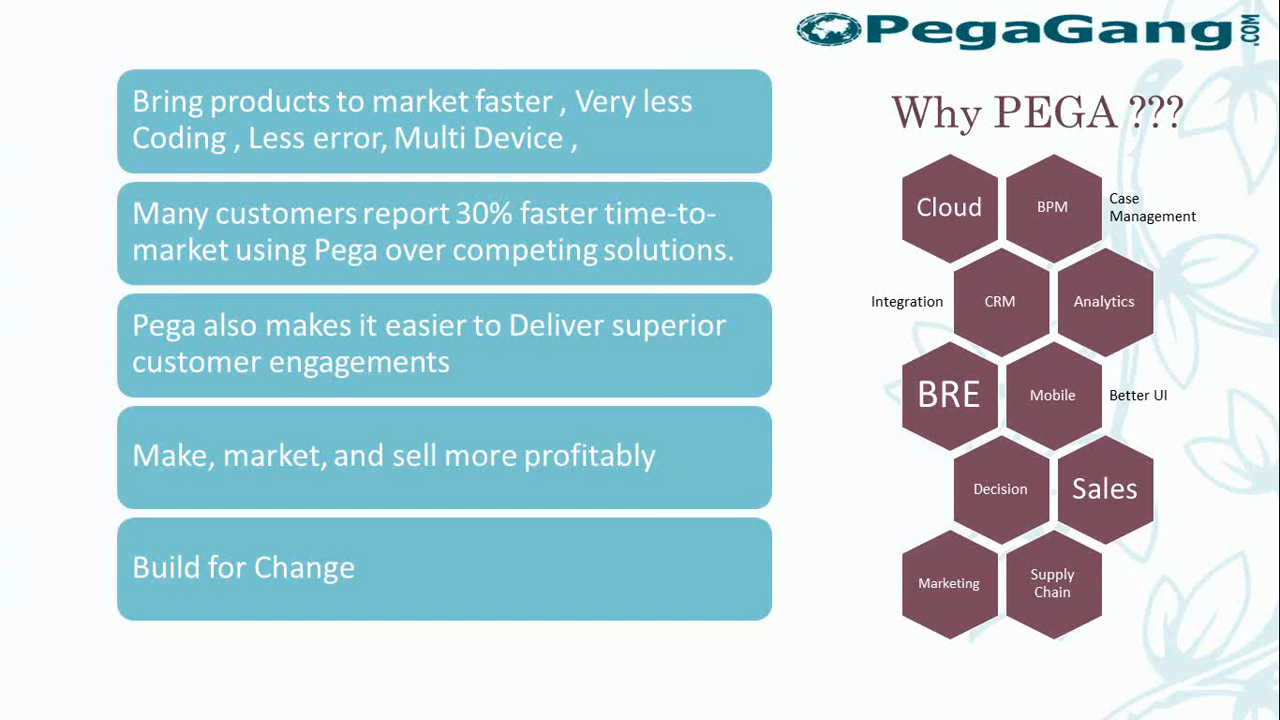 PegaGang.COM
Bring products to market faster , Very less
Coding , Less error, Multi Device ,
Many customers report 30% faster time-to-
market using Pega over competing solutions.
Pega also makes it easier to Deliver superior
customer engagements
Make, market, and sell more profitably
Build for Change
Why PEGA ???
Cloud
BPM
Case
Management
Integration
CRM
Analytics
BRE
Mobile
Better UI
Decision
Sales
Marketing
Supply
Chain